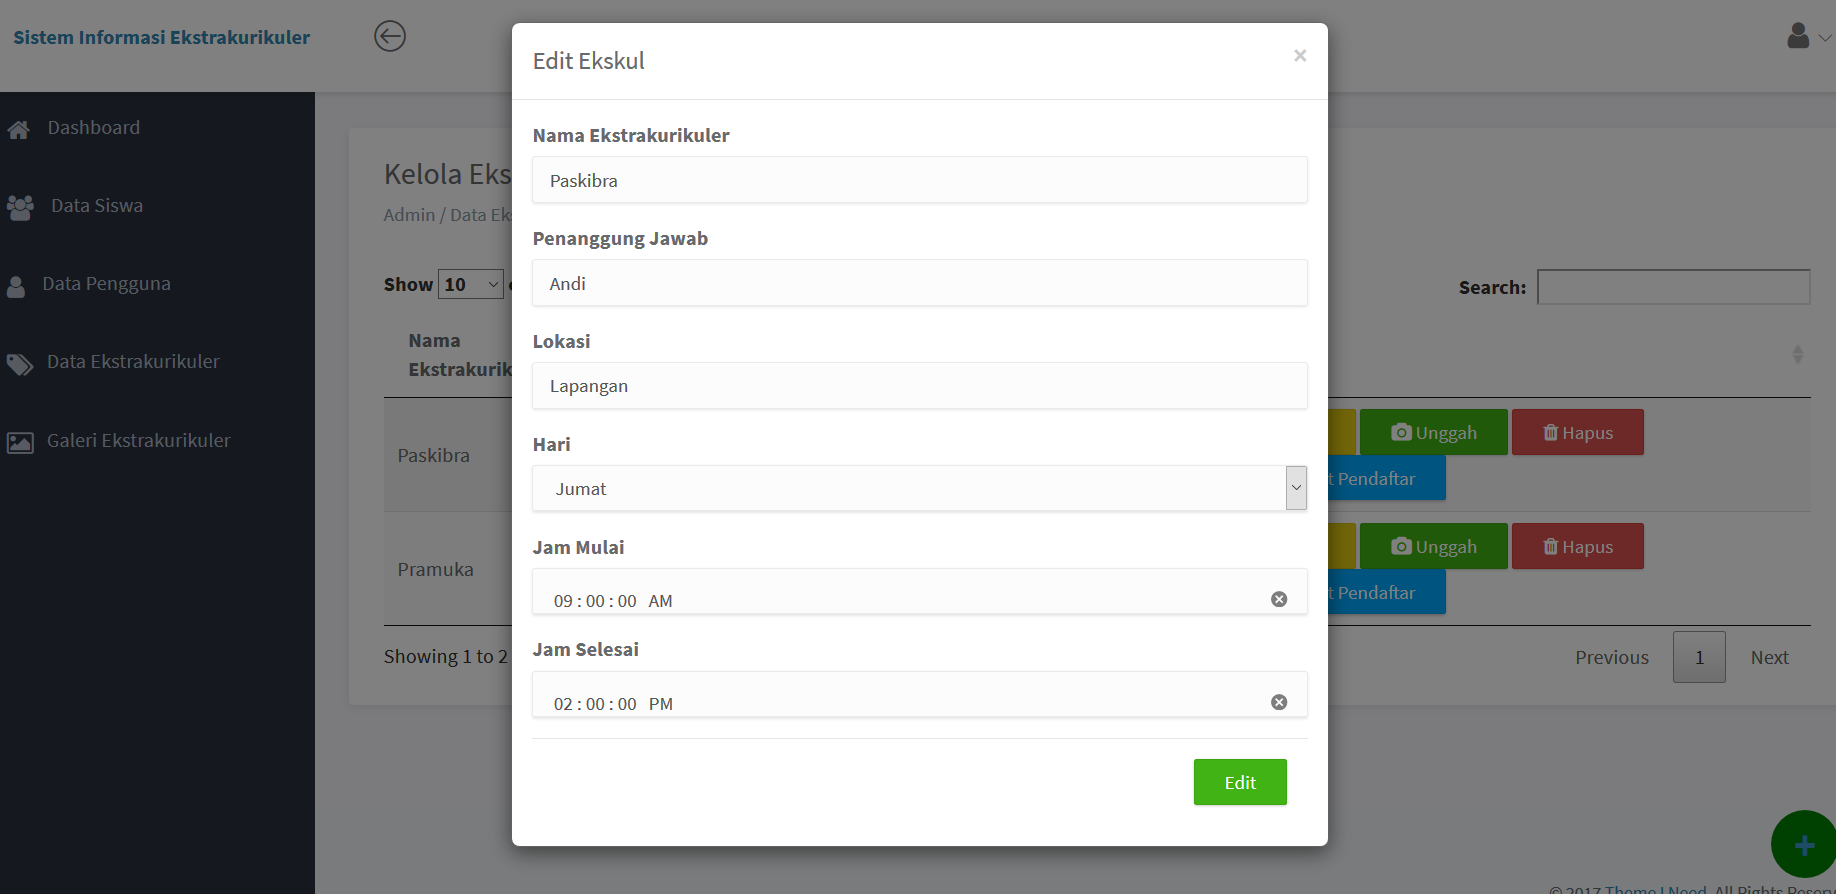 Sistem Informasi Ekstrakurikuler
Dashboard
Data Siswa
Data Pengguna
Data Ekstrakurikuler
Galeri Ekstrakurikuler
Kelola Eks
Admin / Data Ek
Show 10
Search:
Nama
Ekstrakurik
Paskibra
Unggah
Hapus
t Pendaftar
Pramuka
Unggah
Hapus
t Pendaftar
Showing 1 to 2
Previous 1 Next
Edit Ekskul ×
Nama Ekstrakurikuler
Paskibra
Penanggung Jawab
Andi
Lokasi
Lapangan
Hari
Jumat
Jam Mulai
09 : 00 : 00 AM
Jam Selesai
02 : 00 : 00 PM
Edit
© 2017 Theme I Need, All Rights Reserv